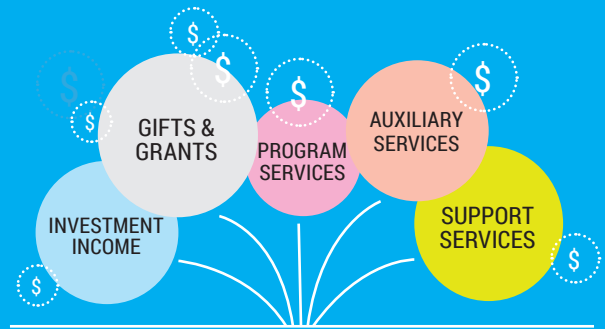 $
$
$
$
$
$
$
$
GIFTS &
GRANTS
PROGRAM
SERVICES
AUXILIARY
SERVICES
INVESTMENT
INCOME
SUPPORT
SERVICES